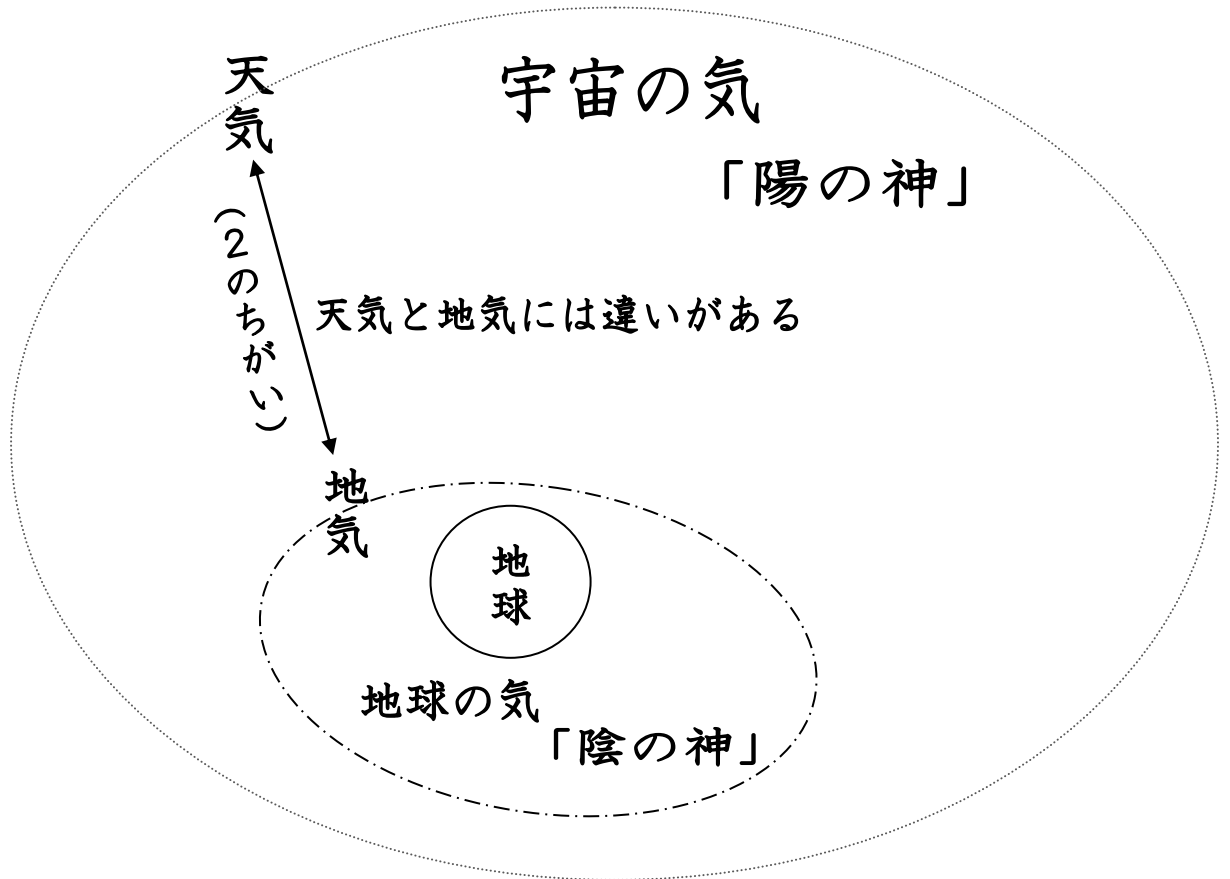 宇宙の気
「陽の神」
天気
（２のちがい）
天気と地気には違いがある
地気
地球
地球の気
「陰の神」